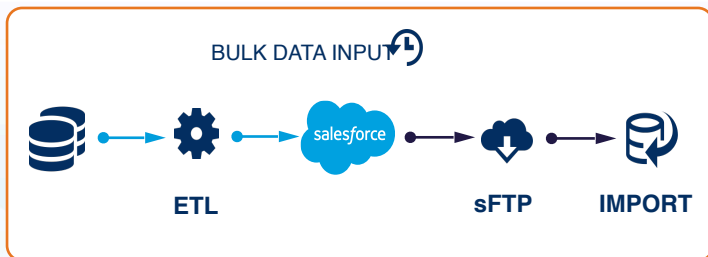 BULK DATA INPUT
salesforce
ETL
sFTP
IMPORT